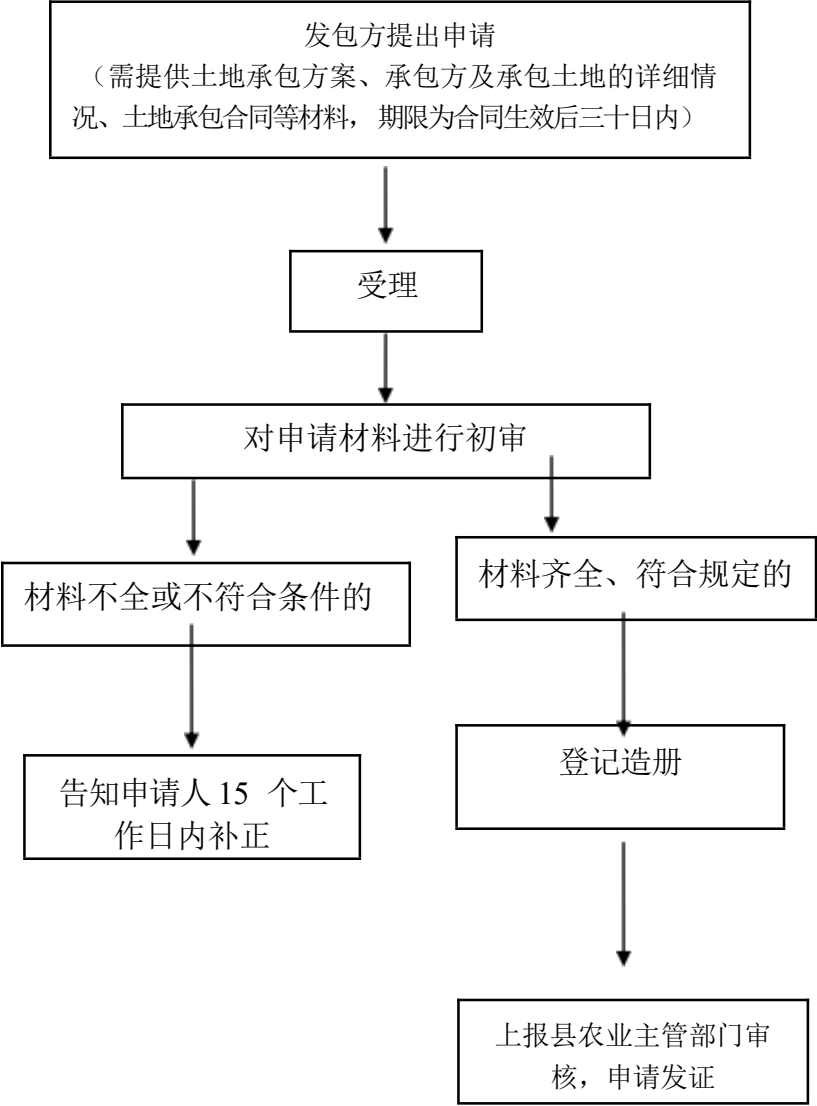 发包方提出申请
（需提供土地承包方案、承包方及承包土地的详细情
况、土地承包合同等材料， 期限为合同生效后三十日内）
受理
对申请材料进行初审
材料不全或不符合条件的
材料齐全、符合规定的
告知申请人 15 个工
作日内补正
登记造册
上报县农业主管部门审
核，申请发证